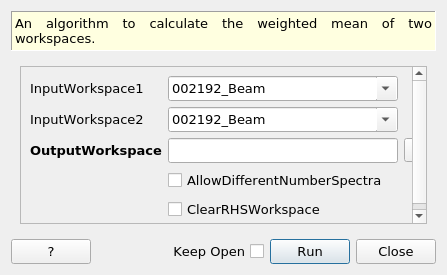 An algorithm to calculate the weighted mean of two
workspaces.
InputWorkspace1 002192_Beam
InputWorkspace2 002192_Beam
OutputWorkspace
AllowDifferentNumberSpectra
ClearRHSWorkspace
? Keep Open Run Close